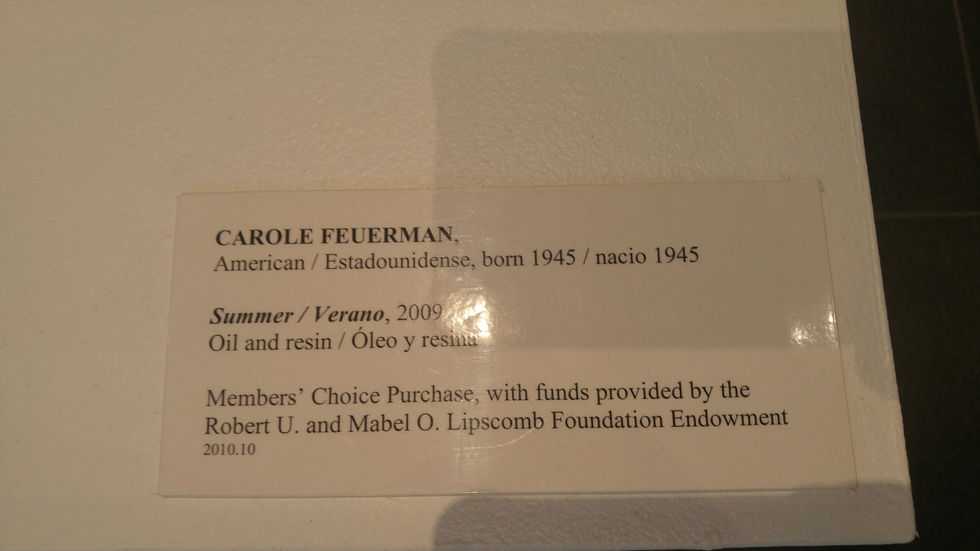 CAROLE FEUERMAN,
American / Estadounidense, born 1945 / nacio 1945
Summer / Verano, 2009
Oil and resin / Óleo y resina
Members' Choice Purchase, with funds provided by the
Robert U. and Mabel O. Lipscomb Foundation Endowment
2010.10